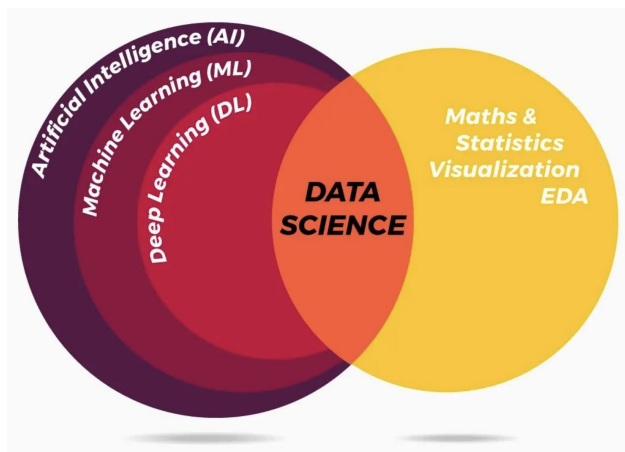 Artificial Intelligence (AI)
Machine Learning (ML)
Deep Learning (DL)
DATA
SCIENCE
Maths &
Statistics
Visualization
EDA